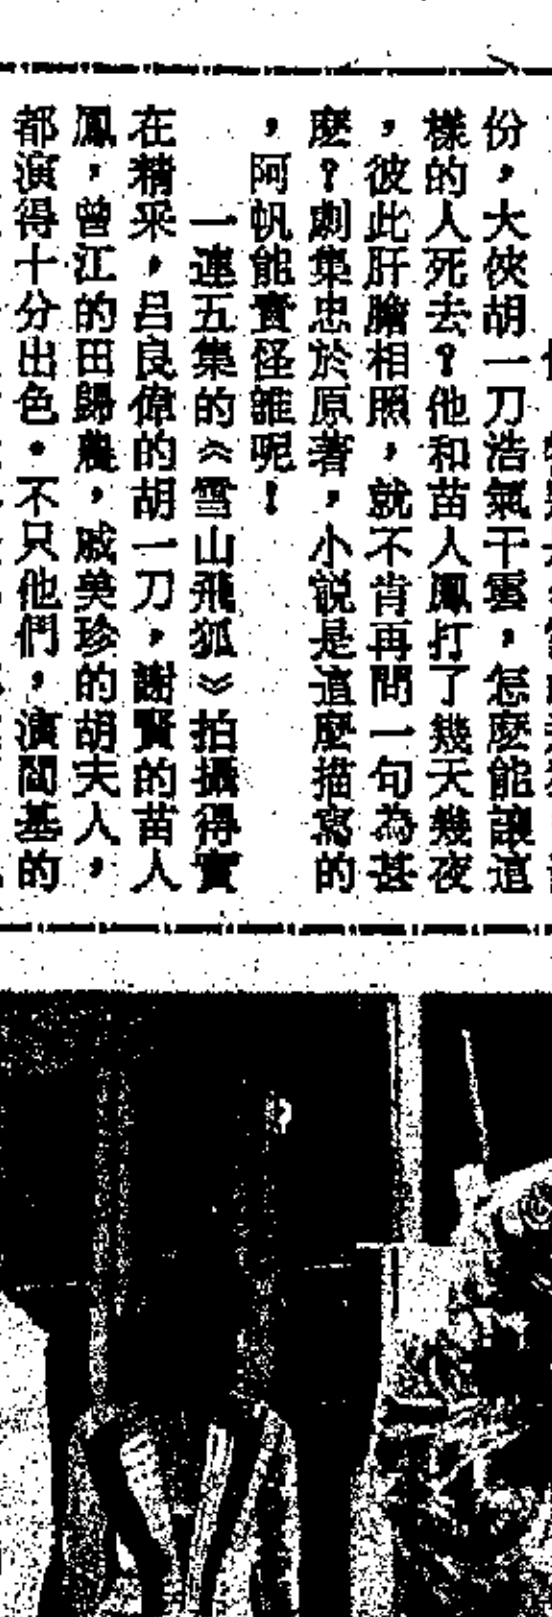 份，大俠胡一刀浩氣干雲，怎麽能讓這
樣的人死去？他和苗人鳳打了幾天幾夜
，彼此肝膽相照，就不肯再問一句為甚
麽？劇集忠於原著，小説是這麽描寫的
，阿帆能責怪誰呢！
一連五集的《雪山飛狐》拍攝得實
在精采，呂良偉的胡一刀，謝賢的苗人
鳳，曾江的田歸農，戚美珍的胡夫人，
都演得十分出色。不只他們，演閻基的